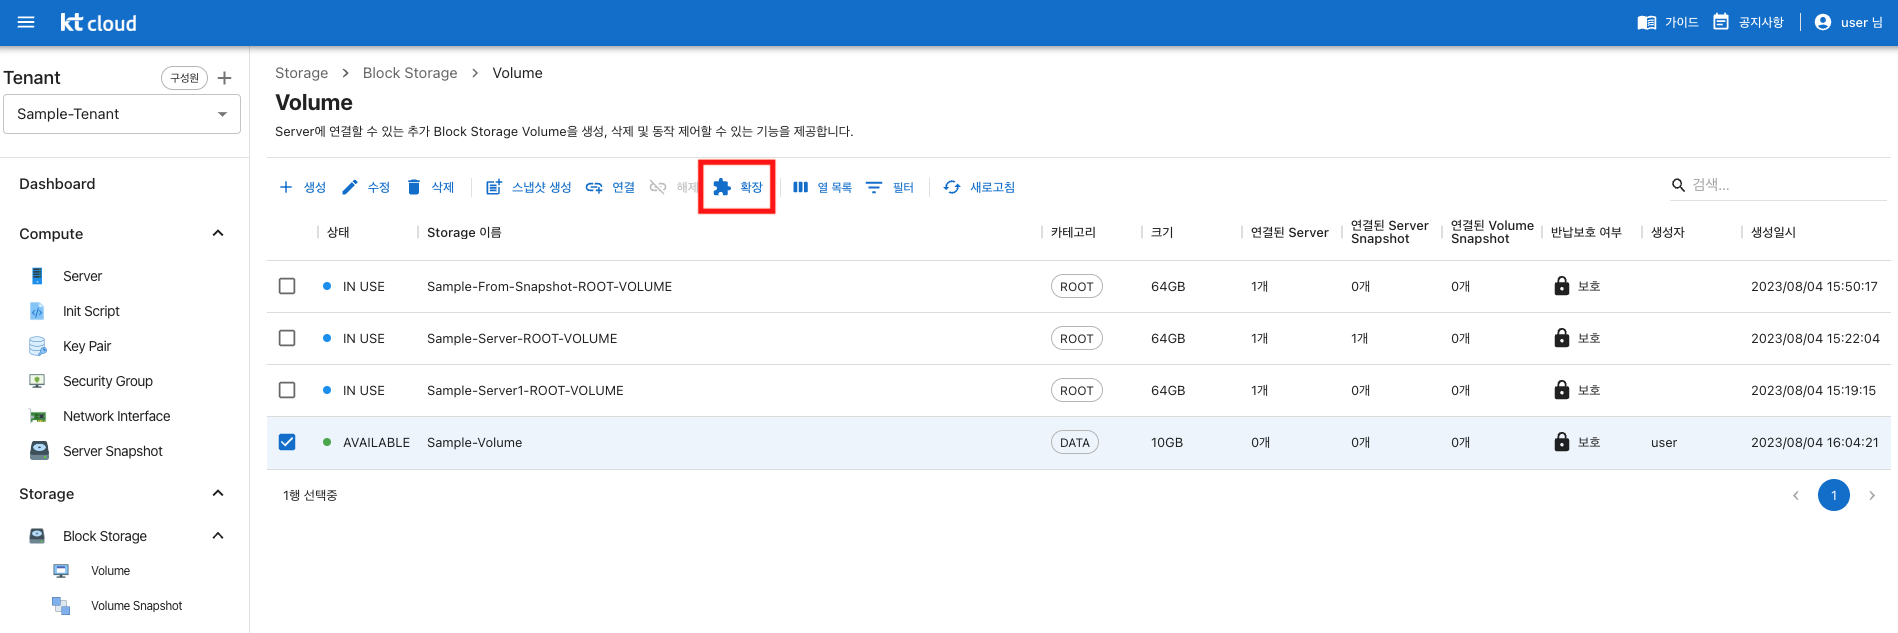 kt cloud
가이드 공지사항 user 님
Tenant 구성원
Sample-Tenant
Dashboard
Compute
Server
Init Script
Key Pair
Security Group
Network Interface
Server Snapshot
Storage
Block Storage
Volume
Volume Snapshot
Storage > Block Storage > Volume
Volume
Server에 연결할 수 있는 추가 Block Storage Volume을 생성, 삭제 및 동작 제어할 수 있는 기능을 제공합니다.
생성 수정 삭제 스냅샷 생성 연결 해제 확장 열 목록 필터 새로고침 검색...
상태 Storage 이름 카테고리 크기 연결된 Server 연결된 Server Snapshot 연결된 Volume Snapshot 반납보호 여부 생성자 생성일시
IN USE Sample-From-Snapshot-ROOT-VOLUME ROOT 64GB 1개 0개 0개 보호 2023/08/04 15:50:17
IN USE Sample-Server-ROOT-VOLUME ROOT 64GB 1개 1개 0개 보호 2023/08/04 15:22:04
IN USE Sample-Server1-ROOT-VOLUME ROOT 64GB 1개 0개 0개 보호 2023/08/04 15:19:15
AVAILABLE Sample-Volume DATA 10GB 0개 0개 0개 보호 user 2023/08/04 16:04:21
1행 선택중
1